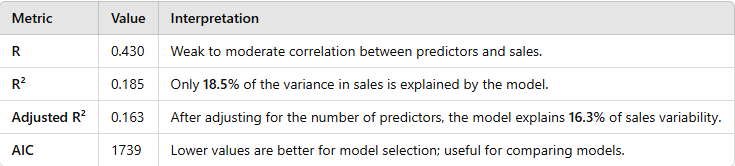 Metric Value Interpretation
R 0.430 Weak to moderate correlation between predictors and sales.
R² 0.185 Only 18.5% of the variance in sales is explained by the model.
Adjusted R² 0.163 After adjusting for the number of predictors, the model explains 16.3% of sales variability.
AIC 1739 Lower values are better for model selection; useful for comparing models.